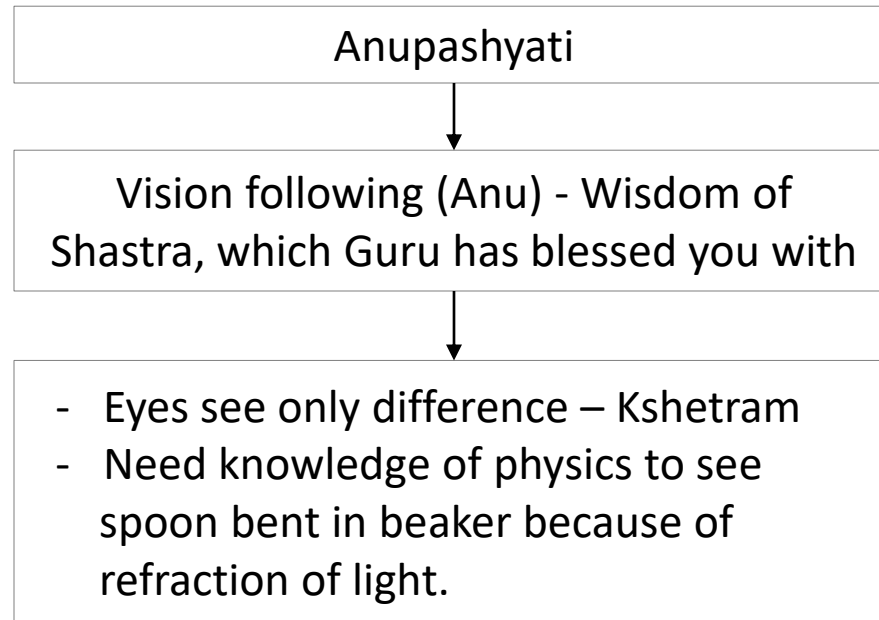 Anupashyati
Vision following (Anu) - Wisdom of
Shastra, which Guru has blessed you with
- Eyes see only difference – Kshetram
- Need knowledge of physics to see
spoon bent in beaker because of
refraction of light.